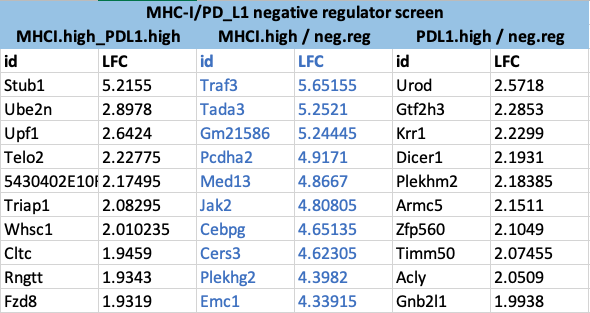 MHC-I/PD_L1 negative regulator screen
MHCI.high_PDL1.high MHCI.high / neg.reg PDL1.high / neg.reg
id LFC id LFC id LFC
Stub1 5.2155 Traf3 5.65155 Urod 2.5718
Ube2n 2.8978 Tada3 5.2521 Gtf2h3 2.2853
Upf1 2.6424 Gm21586 5.24445 Krr1 2.2299
Telo2 2.22775 Pcdha2 4.9171 Dicer1 2.1931
5430402E10 2.17495 Med13 4.8667 Plekhm2 2.18385
Triap1 2.08295 Jak2 4.80805 Armc5 2.1511
Whsc1 2.010235 Cebpg 4.65135 Zfp560 2.1049
Cltc 1.9459 Cers3 4.62305 Timm50 2.07455
Rngtt 1.9343 Plekhg2 4.3982 Acly 2.0509
Fzd8 1.9319 Emc1 4.33915 Gnb2l1 1.9938